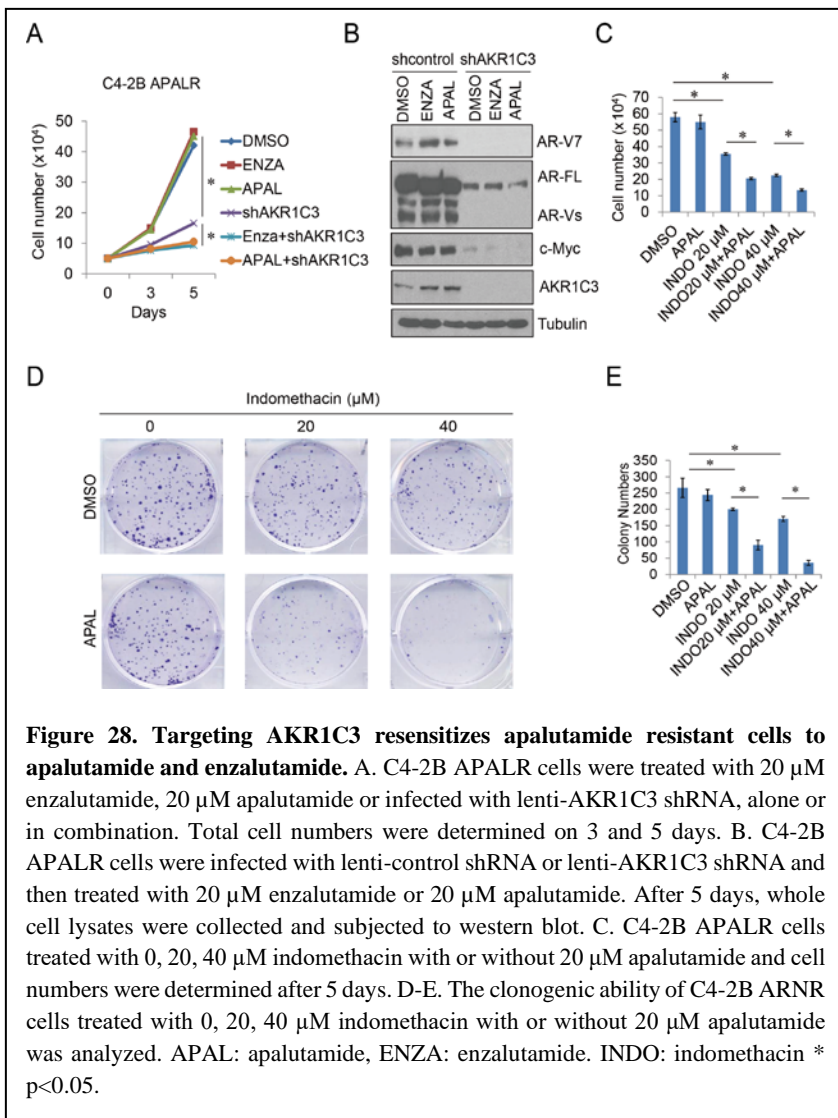 A
C4-2B APALR
Cell number (x10⁴)
50
40
30
20
10
0
0 3 5
Days
DMSO
ENZA
APAL
shAKR1C3
Enza+shAKR1C3
APAL+shAKR1C3
*
*
B
shcontrol shAKR1C3
DMSO ENZA APAL DMSO ENZA APAL
AR-V7
AR-FL
AR-Vs
c-Myc
AKR1C3
Tubulin
C
Cell number (x10⁴)
70
60
50
40
30
20
10
0
*
*
*
*
DMSO
APAL
INDO 20 µM
INDO20 µM+APAL
INDO 40 µM
INDO40 µM+APAL
D
Indomethacin (µM)
0 20 40
DMSO
APAL
E
Colony Numbers
400
350
300
250
200
150
100
50
0
*
*
*
*
DMSO
APAL
INDO 20 µM
INDO20 µM+APAL
INDO 40 µM
INDO40 µM+APAL
Figure 28. Targeting AKR1C3 resensitizes apalutamide resistant cells to
apalutamide and enzalutamide. A. C4-2B APALR cells were treated with 20 µM
enzalutamide, 20 µM apalutamide or infected with lenti-AKR1C3 shRNA, alone or
in combination. Total cell numbers were determined on 3 and 5 days. B. C4-2B
APALR cells were infected with lenti-control shRNA or lenti-AKR1C3 shRNA and
then treated with 20 µM enzalutamide or 20 µM apalutamide. After 5 days, whole
cell lysates were collected and subjected to western blot. C. C4-2B APALR cells
treated with 0, 20, 40 µM indomethacin with or without 20 µM apalutamide and cell
numbers were determined after 5 days. D-E. The clonogenic ability of C4-2B ARNR
cells treated with 0, 20, 40 µM indomethacin with or without 20 µM apalutamide
was analyzed. APAL: apalutamide, ENZA: enzalutamide. INDO: indomethacin *
p<0.05.